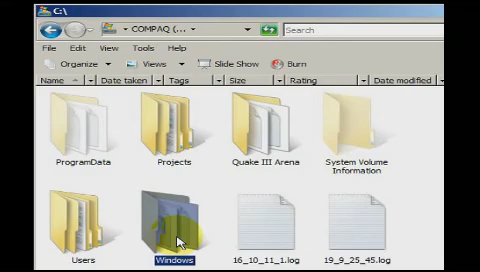 C:\
COMPAQ (...
Search
File Edit View Tools Help
Organize Views Slide Show Burn
Name Date taken Tags Size Rating Date modified
ProgramData Projects Quake III Arena System Volume
Information
Users Windows 16_10_11_1.log 19_9_25_45.log